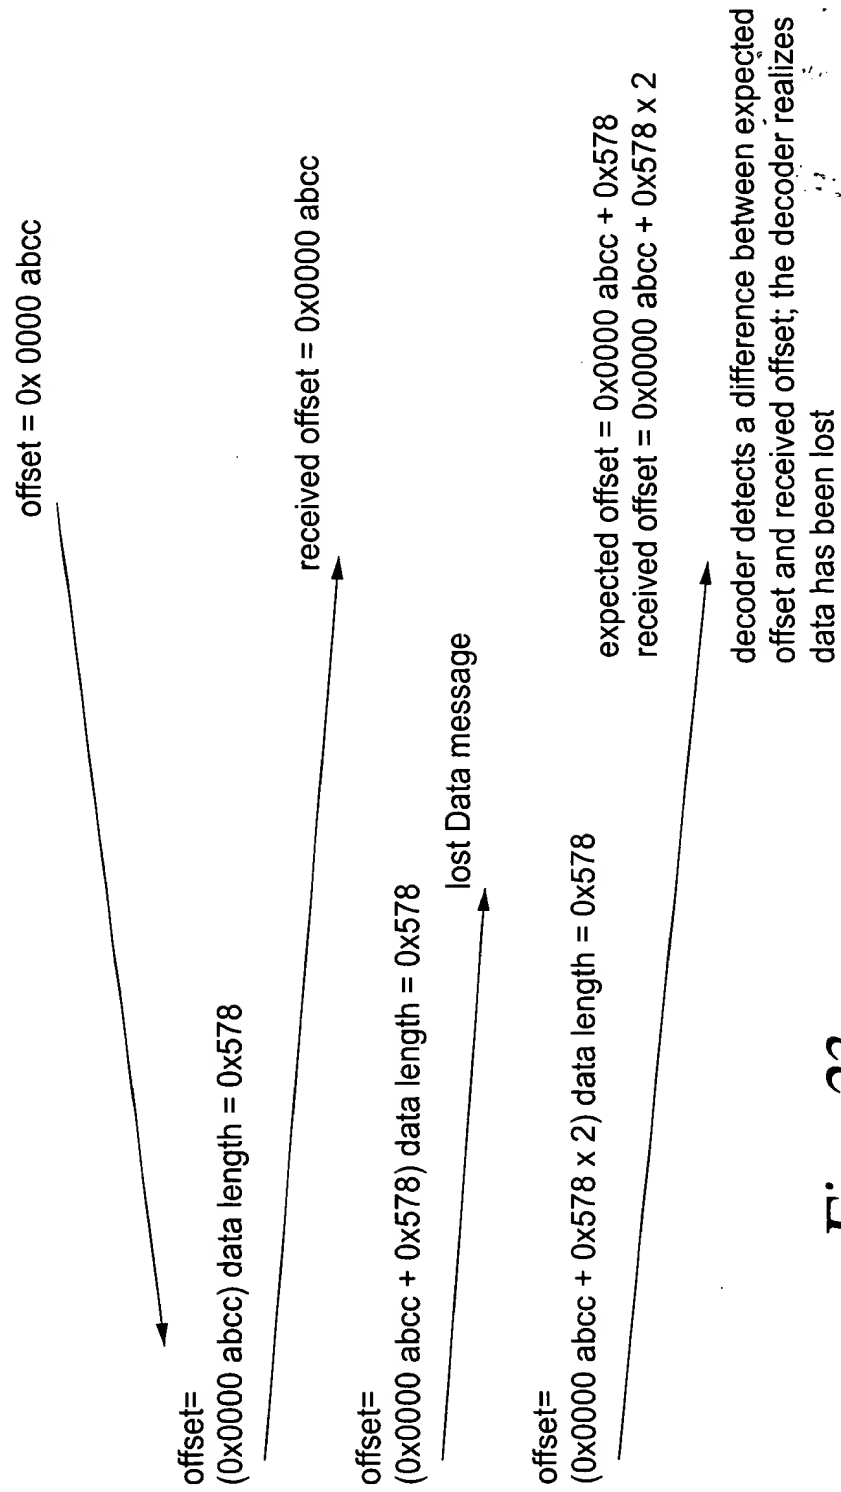 offset = 0x 0000 abcc
offset=
(0x0000 abcc) data length = 0x578
received offset = 0x0000 abcc
offset=
(0x0000 abcc + 0x578) data length = 0x578
lost Data message
offset=
(0x0000 abcc + 0x578 x 2) data length = 0x578
expected offset = 0x0000 abcc + 0x578
received offset = 0x0000 abcc + 0x578 x 2
decoder detects a difference between expected
offset and received offset; the decoder realizes
data has been lost